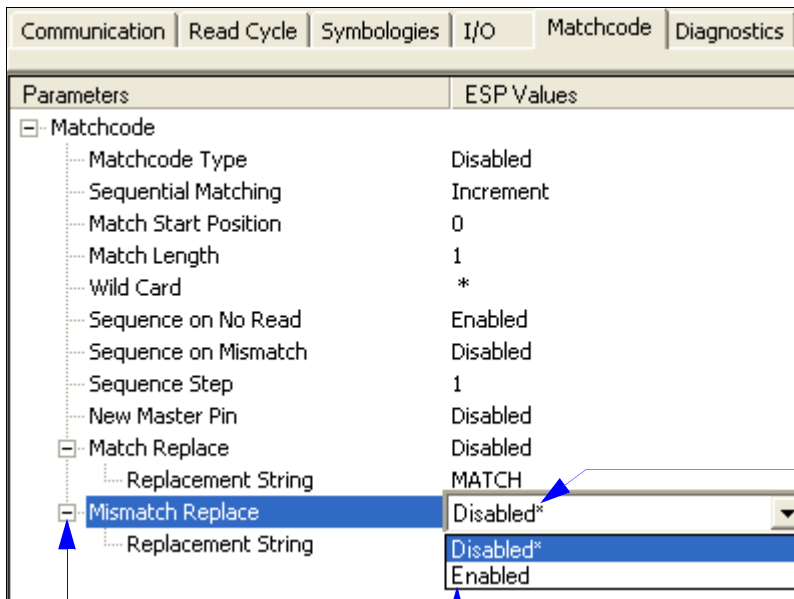 Communication Read Cycle Symbologies I/O Matchcode Diagnostics
Parameters ESP Values
Matchcode
Matchcode Type Disabled
Sequential Matching Increment
Match Start Position 0
Match Length 1
Wild Card *
Sequence on No Read Enabled
Sequence on Mismatch Disabled
Sequence Step 1
New Master Pin Disabled
Match Replace Disabled
Replacement String MATCH
Mismatch Replace Disabled*
Replacement String Disabled*
Enabled